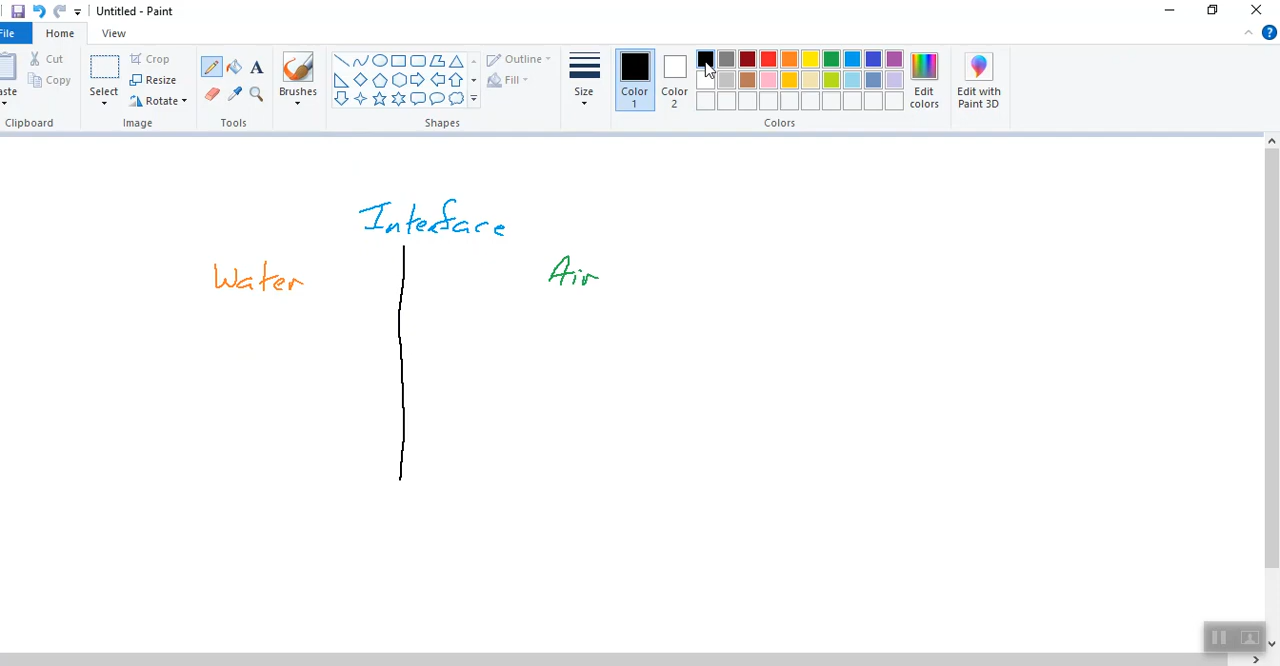 Untitled - Paint
File Home View
Cut
Copy
Crop
Resize
Rotate
Select
Brushes
A
Outline
Fill
Size
Color 1
Color 2
Edit colors
Edit with Paint 3D
Clipboard
Image
Tools
Shapes
Colors
Interface
Water Air